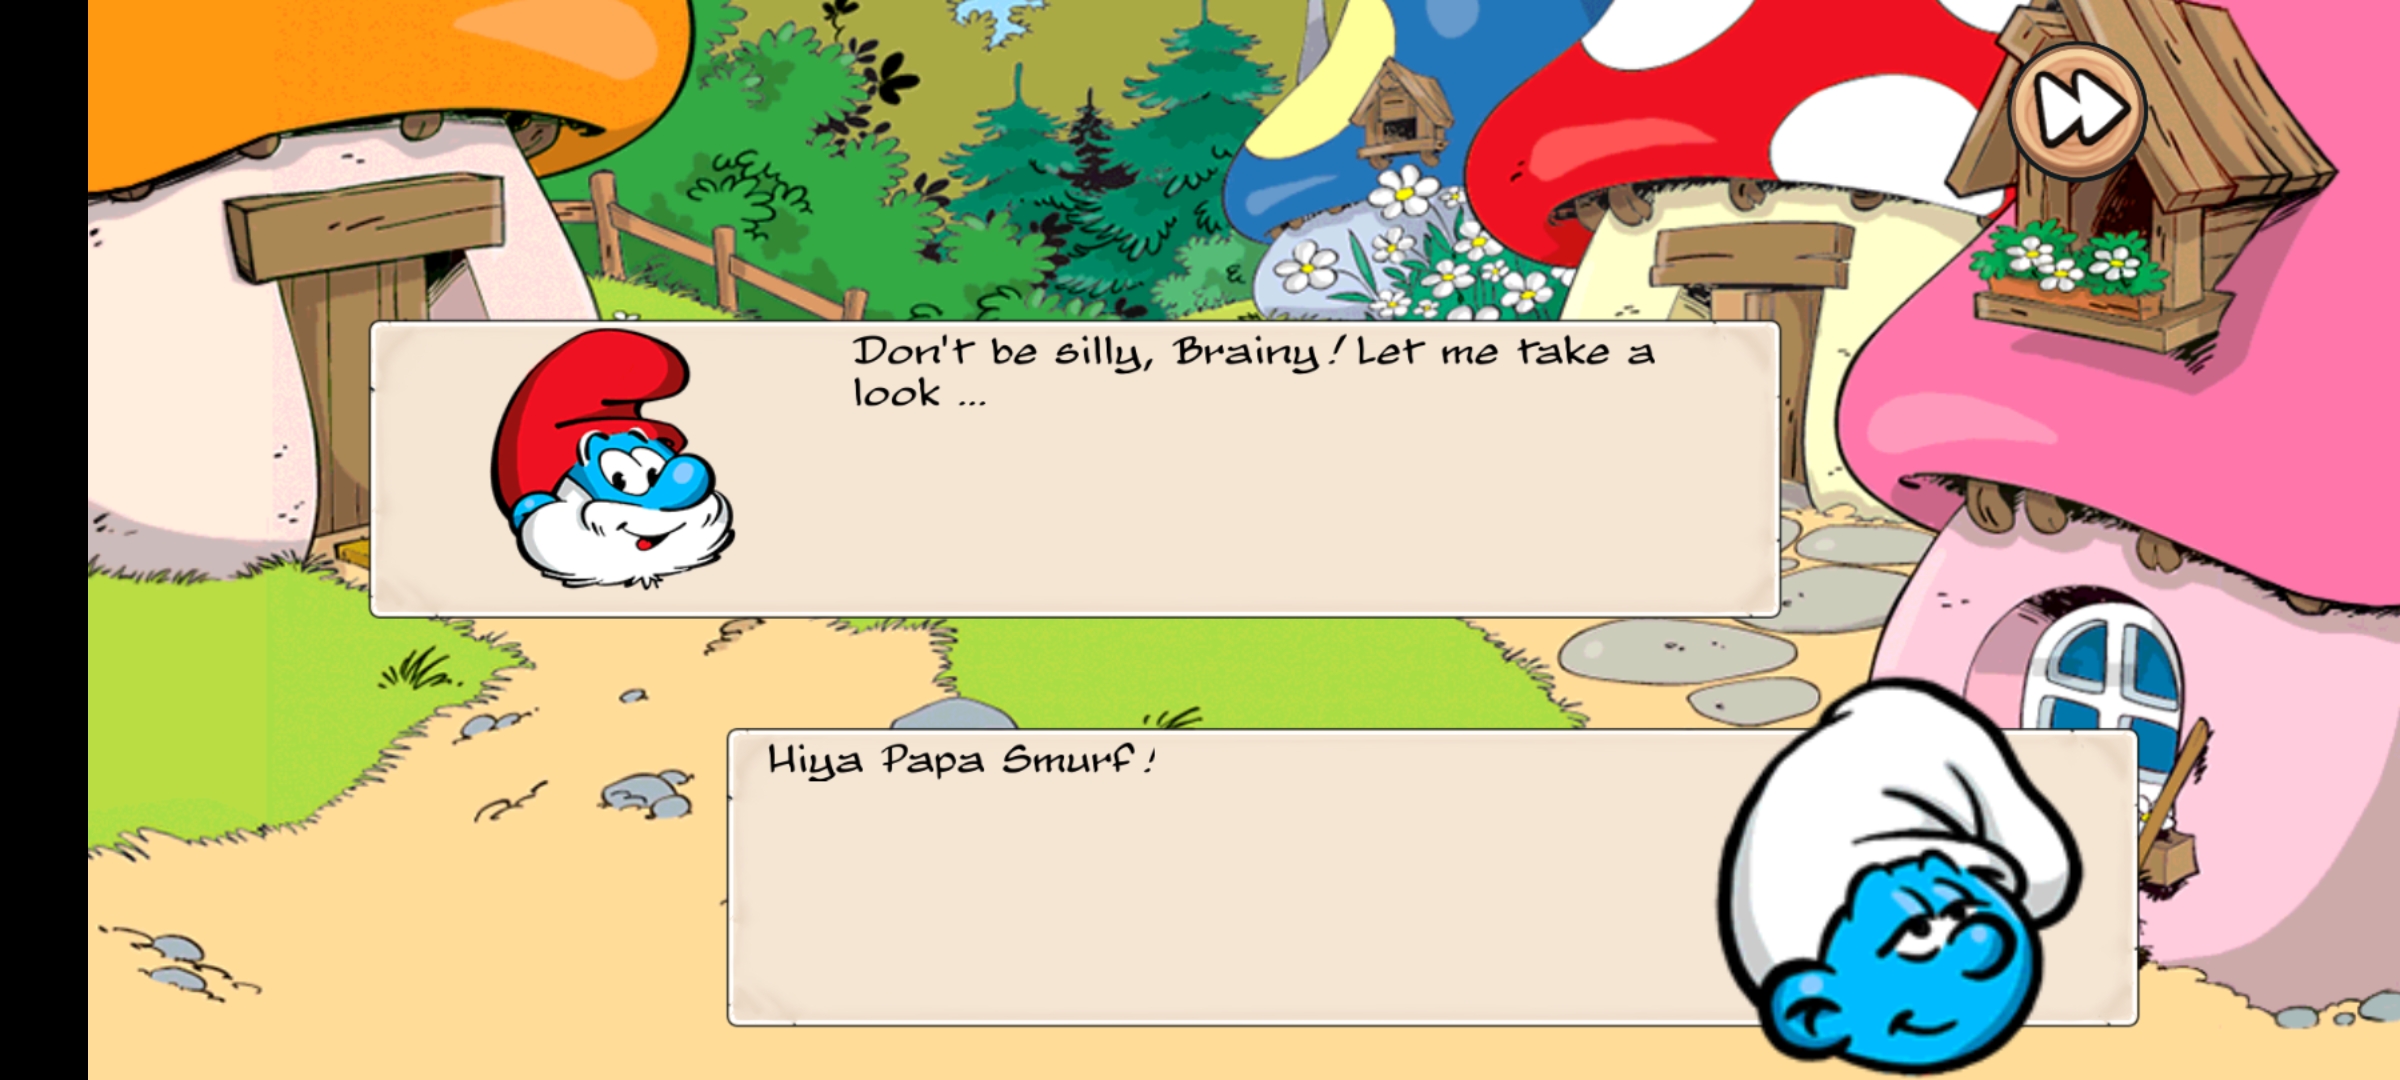 Don't be silly, Brainy! Let me take a
look ...
Hiya Papa Smurf!